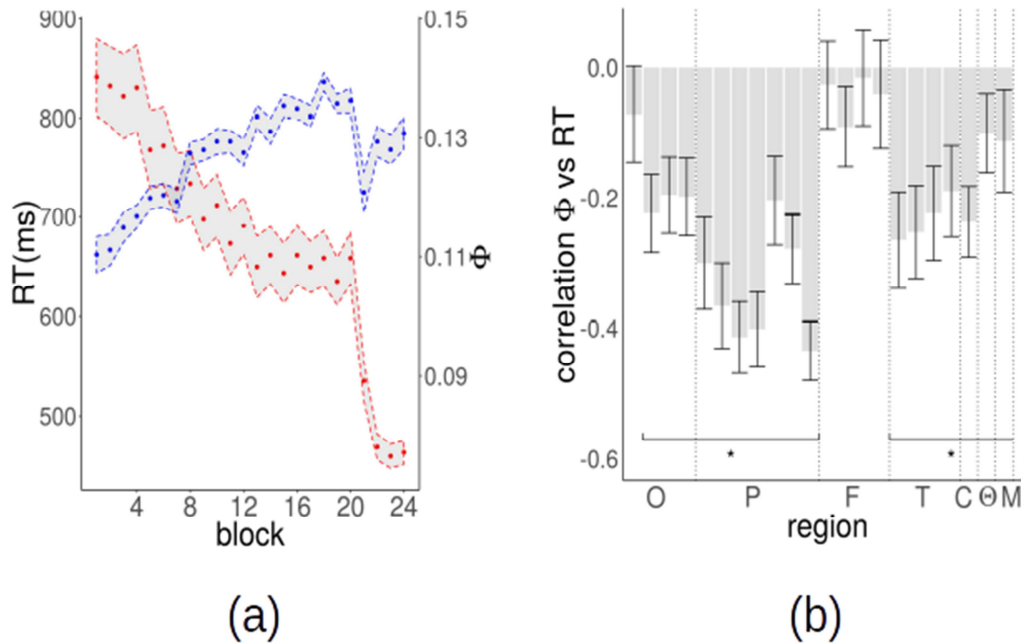 900
800
700
600
500
RT(ms)
0.15
0.13
0.11
0.09
Φ
4 8 12 16 20 24
block
(a)
0.0
-0.2
-0.4
-0.6
correlation Φ vs RT
* *
O P F T C Θ M
region
(b)